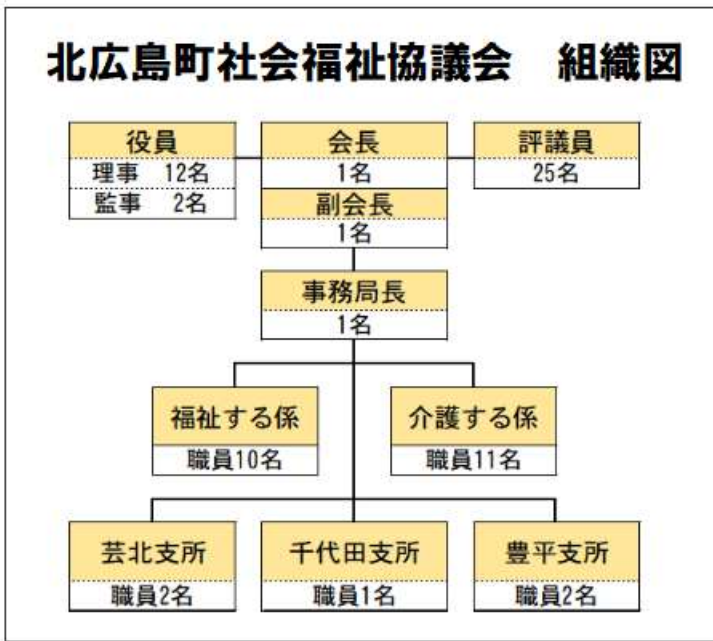 北広島町社会福祉協議会　組織図
役員
理事　12名
監事　2名
会長
1名
副会長
1名
評議員
25名
事務局長
1名
福祉する係
職員10名
介護する係
職員11名
芸北支所
職員2名
千代田支所
職員1名
豊平支所
職員2名